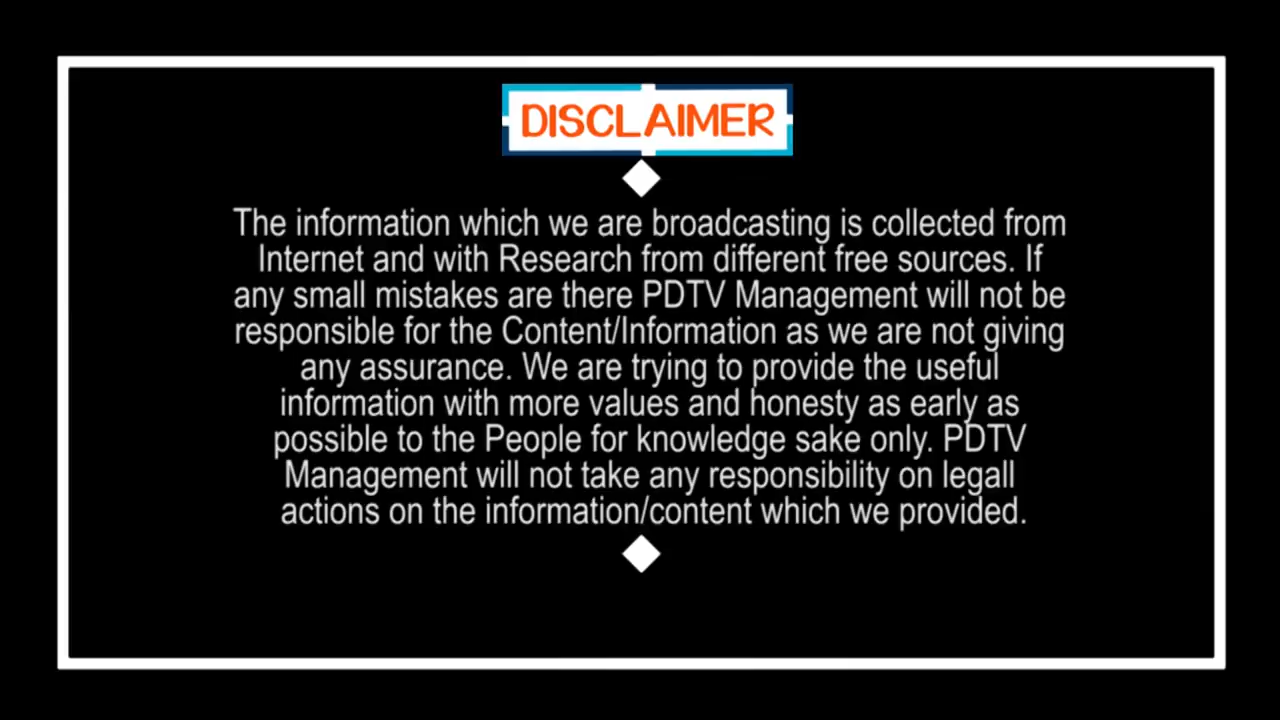 DISCLAIMER
The information which we are broadcasting is collected from
Internet and with Research from different free sources. If
any small mistakes are there PDTV Management will not be
responsible for the Content/Information as we are not giving
any assurance. We are trying to provide the useful
information with more values and honesty as early as
possible to the People for knowledge sake only. PDTV
Management will not take any responsibility on legall
actions on the information/content which we provided.